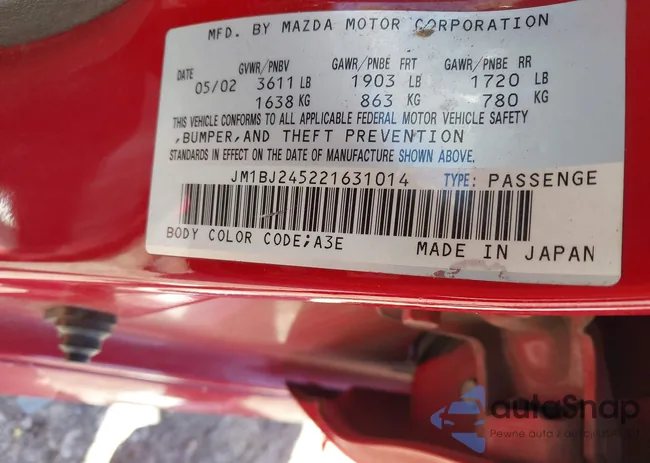 MFD. BY MAZDA MOTOR CORPORATION
DATE GVWR/PNBV GAWR/PNBE FRT GAWR/PNBE RR
05/02 3611 LB 1903 LB 1720 LB
1638 KG 863 KG 780 KG
THIS VEHICLE CONFORMS TO ALL APPLICABLE FEDERAL MOTOR VEHICLE SAFETY
,BUMPER,AND THEFT PREVENTION
STANDARDS IN EFFECT ON THE DATE OF MANUFACTURE SHOWN ABOVE.
JM1BJ245221631014 TYPE: PASSENGE
BODY COLOR CODE;A3E MADE IN JAPAN
autoSnap
Pewne auta z aukcji